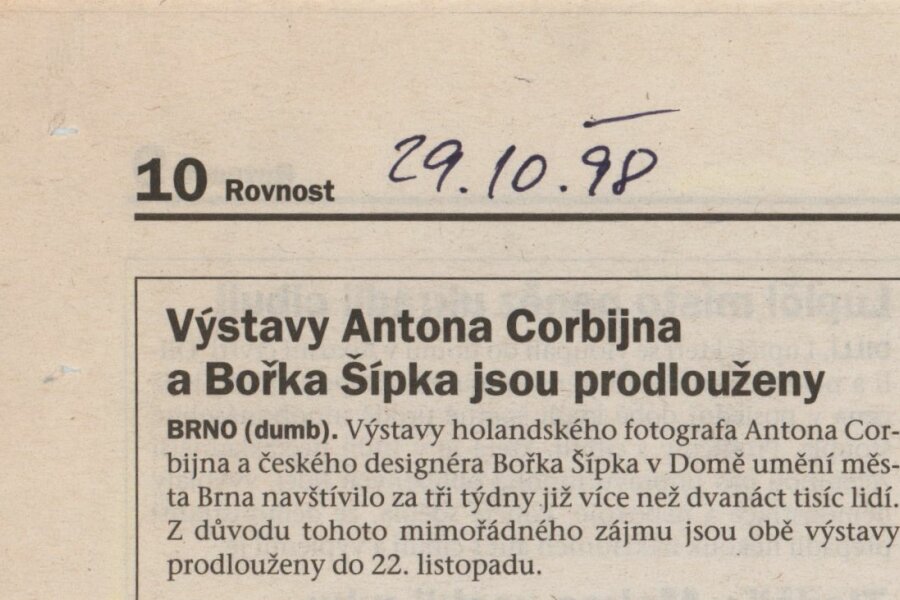 10 Rovnost 29.10.98
Výstavy Antona Corbijna
a Bořka Šípka jsou prodlouženy
BRNO (dumb). Výstavy holandského fotografa Antona Cor-
bijna a českého designéra Bořka Šípka v Domě umění měs-
ta Brna navštívilo za tři týdny již více než dvanáct tisíc lidí.
Z důvodu tohoto mimořádného zájmu jsou obě výstavy
prodlouženy do 22. listopadu.